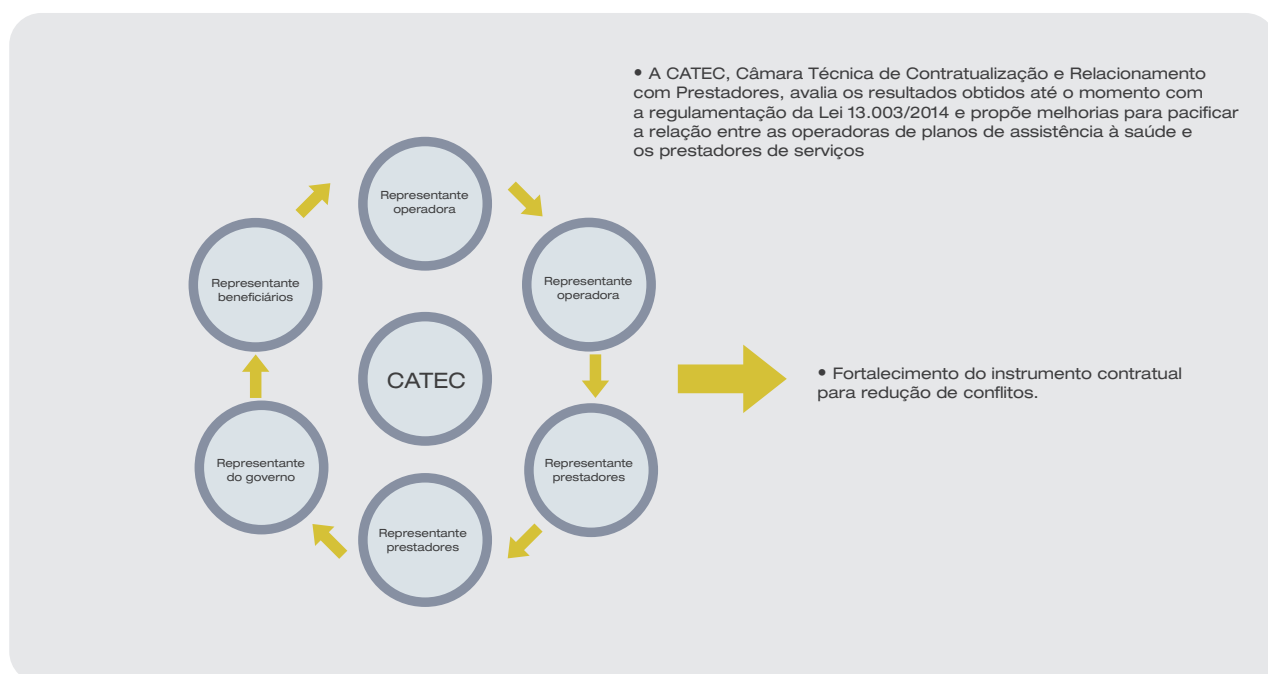 • A CATEC, Câmara Técnica de Contratualização e Relacionamento
com Prestadores, avalia os resultados obtidos até o momento com
a regulamentação da Lei 13.003/2014 e propõe melhorias para pacificar
a relação entre as operadoras de planos de assistência à saúde e
os prestadores de serviços
Representante
operadora
Representante
operadora
Representante
prestadores
Representante
prestadores
Representante
do governo
Representante
beneficiários
CATEC
• Fortalecimento do instrumento contratual
para redução de conflitos.